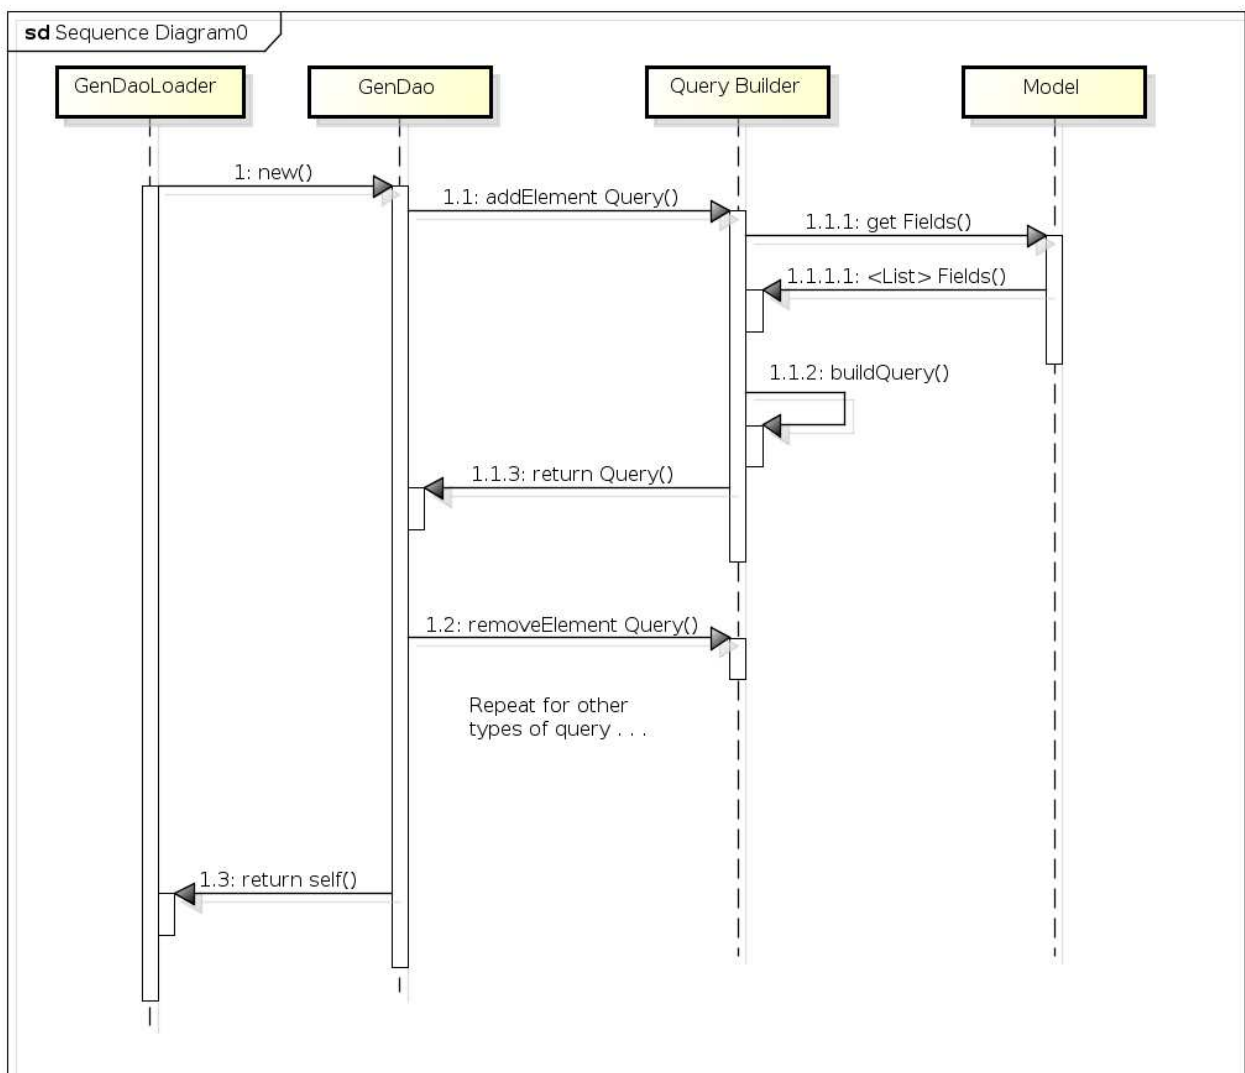 sd Sequence Diagram0
GenDaoLoader
GenDao
Query Builder
Model
1: new()
1.1: addElement Query()
1.1.1: get Fields()
1.1.1.1: <List> Fields()
1.1.2: buildQuery()
1.1.3: return Query()
1.2: removeElement Query()
Repeat for other
types of query . . .
1.3: return self()